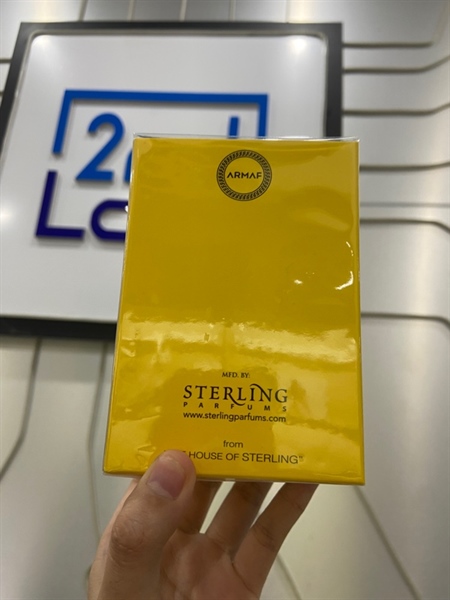 ARMAF
MFD. BY:
STERLING
PARFUMS
www.sterlingparfums.com
from
HOUSE OF STERLING"